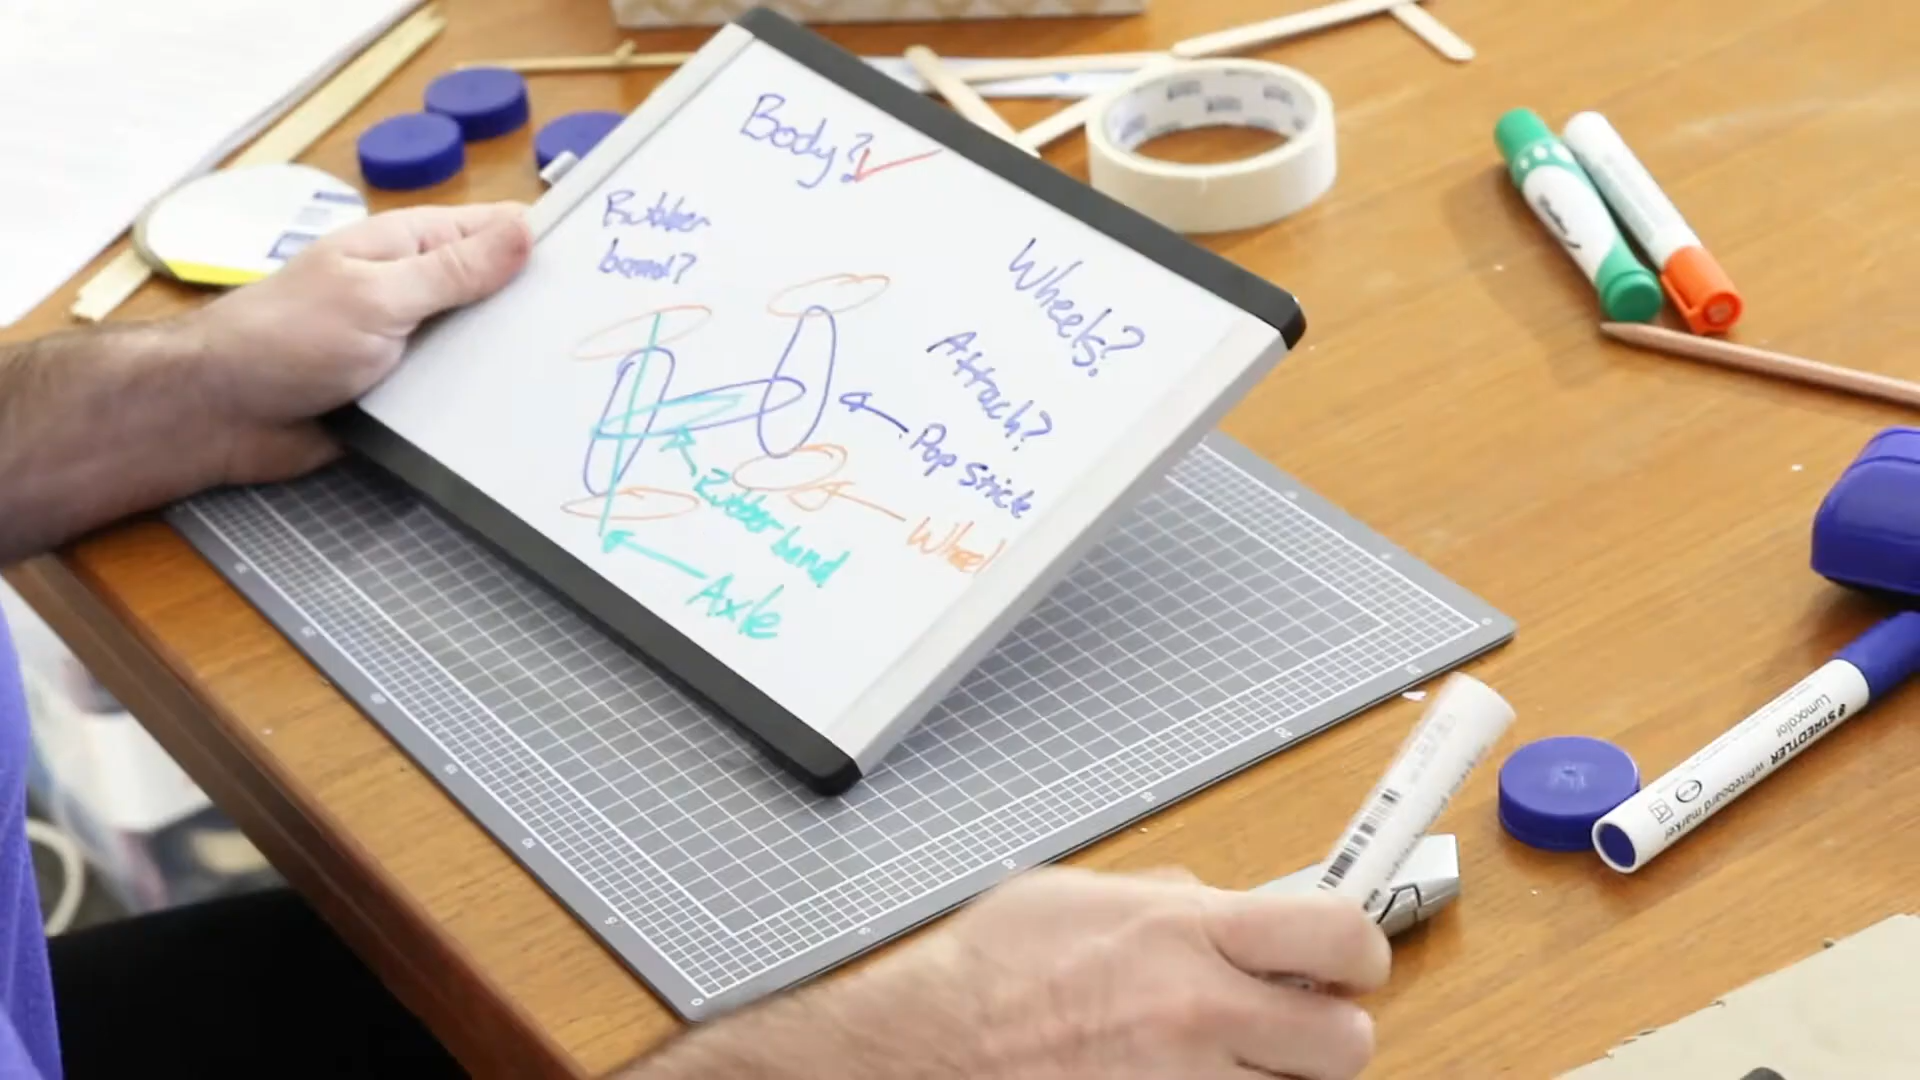 Body?
Rubber
band?
Wheels?
Attach?
Pop Stick
Rubber band
Wheel
Axle
STAEDTLER
Lumocolor
whiteboard marker